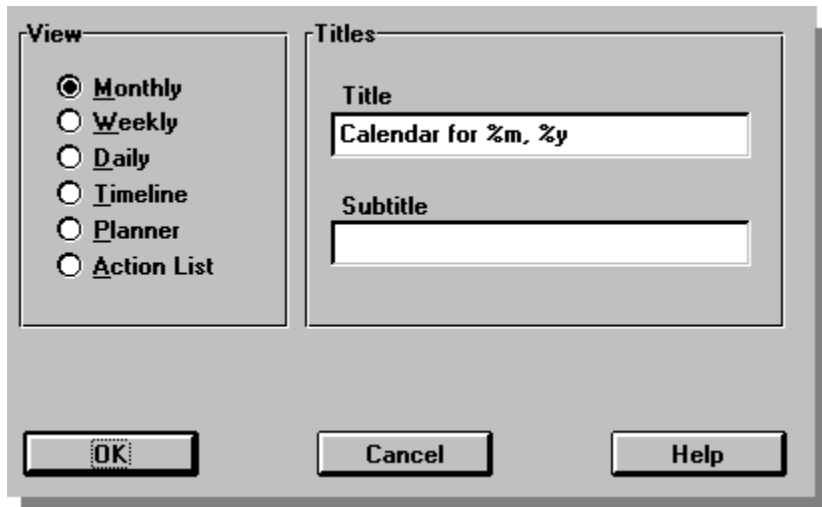 View
Monthly
Weekly
Daily
Timeline
Planner
Action List
Titles
Title
Calendar for %m, %y
Subtitle
OK
Cancel
Help